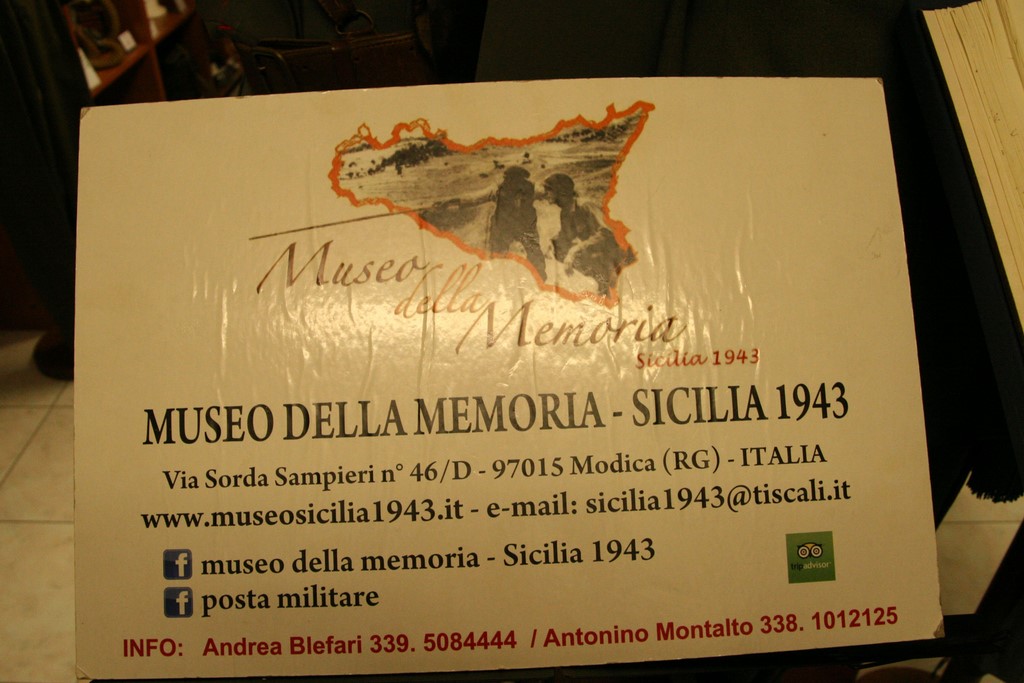 Museo
della
Memoria
Sicilia 1943
MUSEO DELLA MEMORIA - SICILIA 1943
Via Sorda Sampieri n° 46/D - 97015 Modica (RG) - ITALIA
www.museosicilia1943.it - e-mail: sicilia1943@tiscali.it
f museo della memoria - Sicilia 1943
tripadvisor
f posta militare
INFO: Andrea Blefari 339. 5084444 / Antonino Montalto 338. 1012125